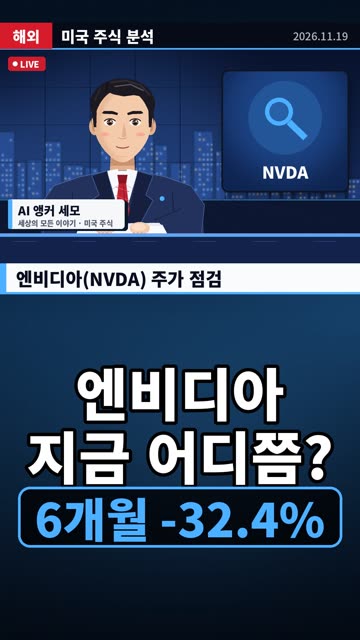 해외 미국 주식 분석 2026.11.19
LIVE
NVDA
AI 앵커 세모
세상의 모든 이야기 · 미국 주식
엔비디아(NVDA) 주가 점검
엔비디아
지금 어디쯤?
6개월 -32.4%